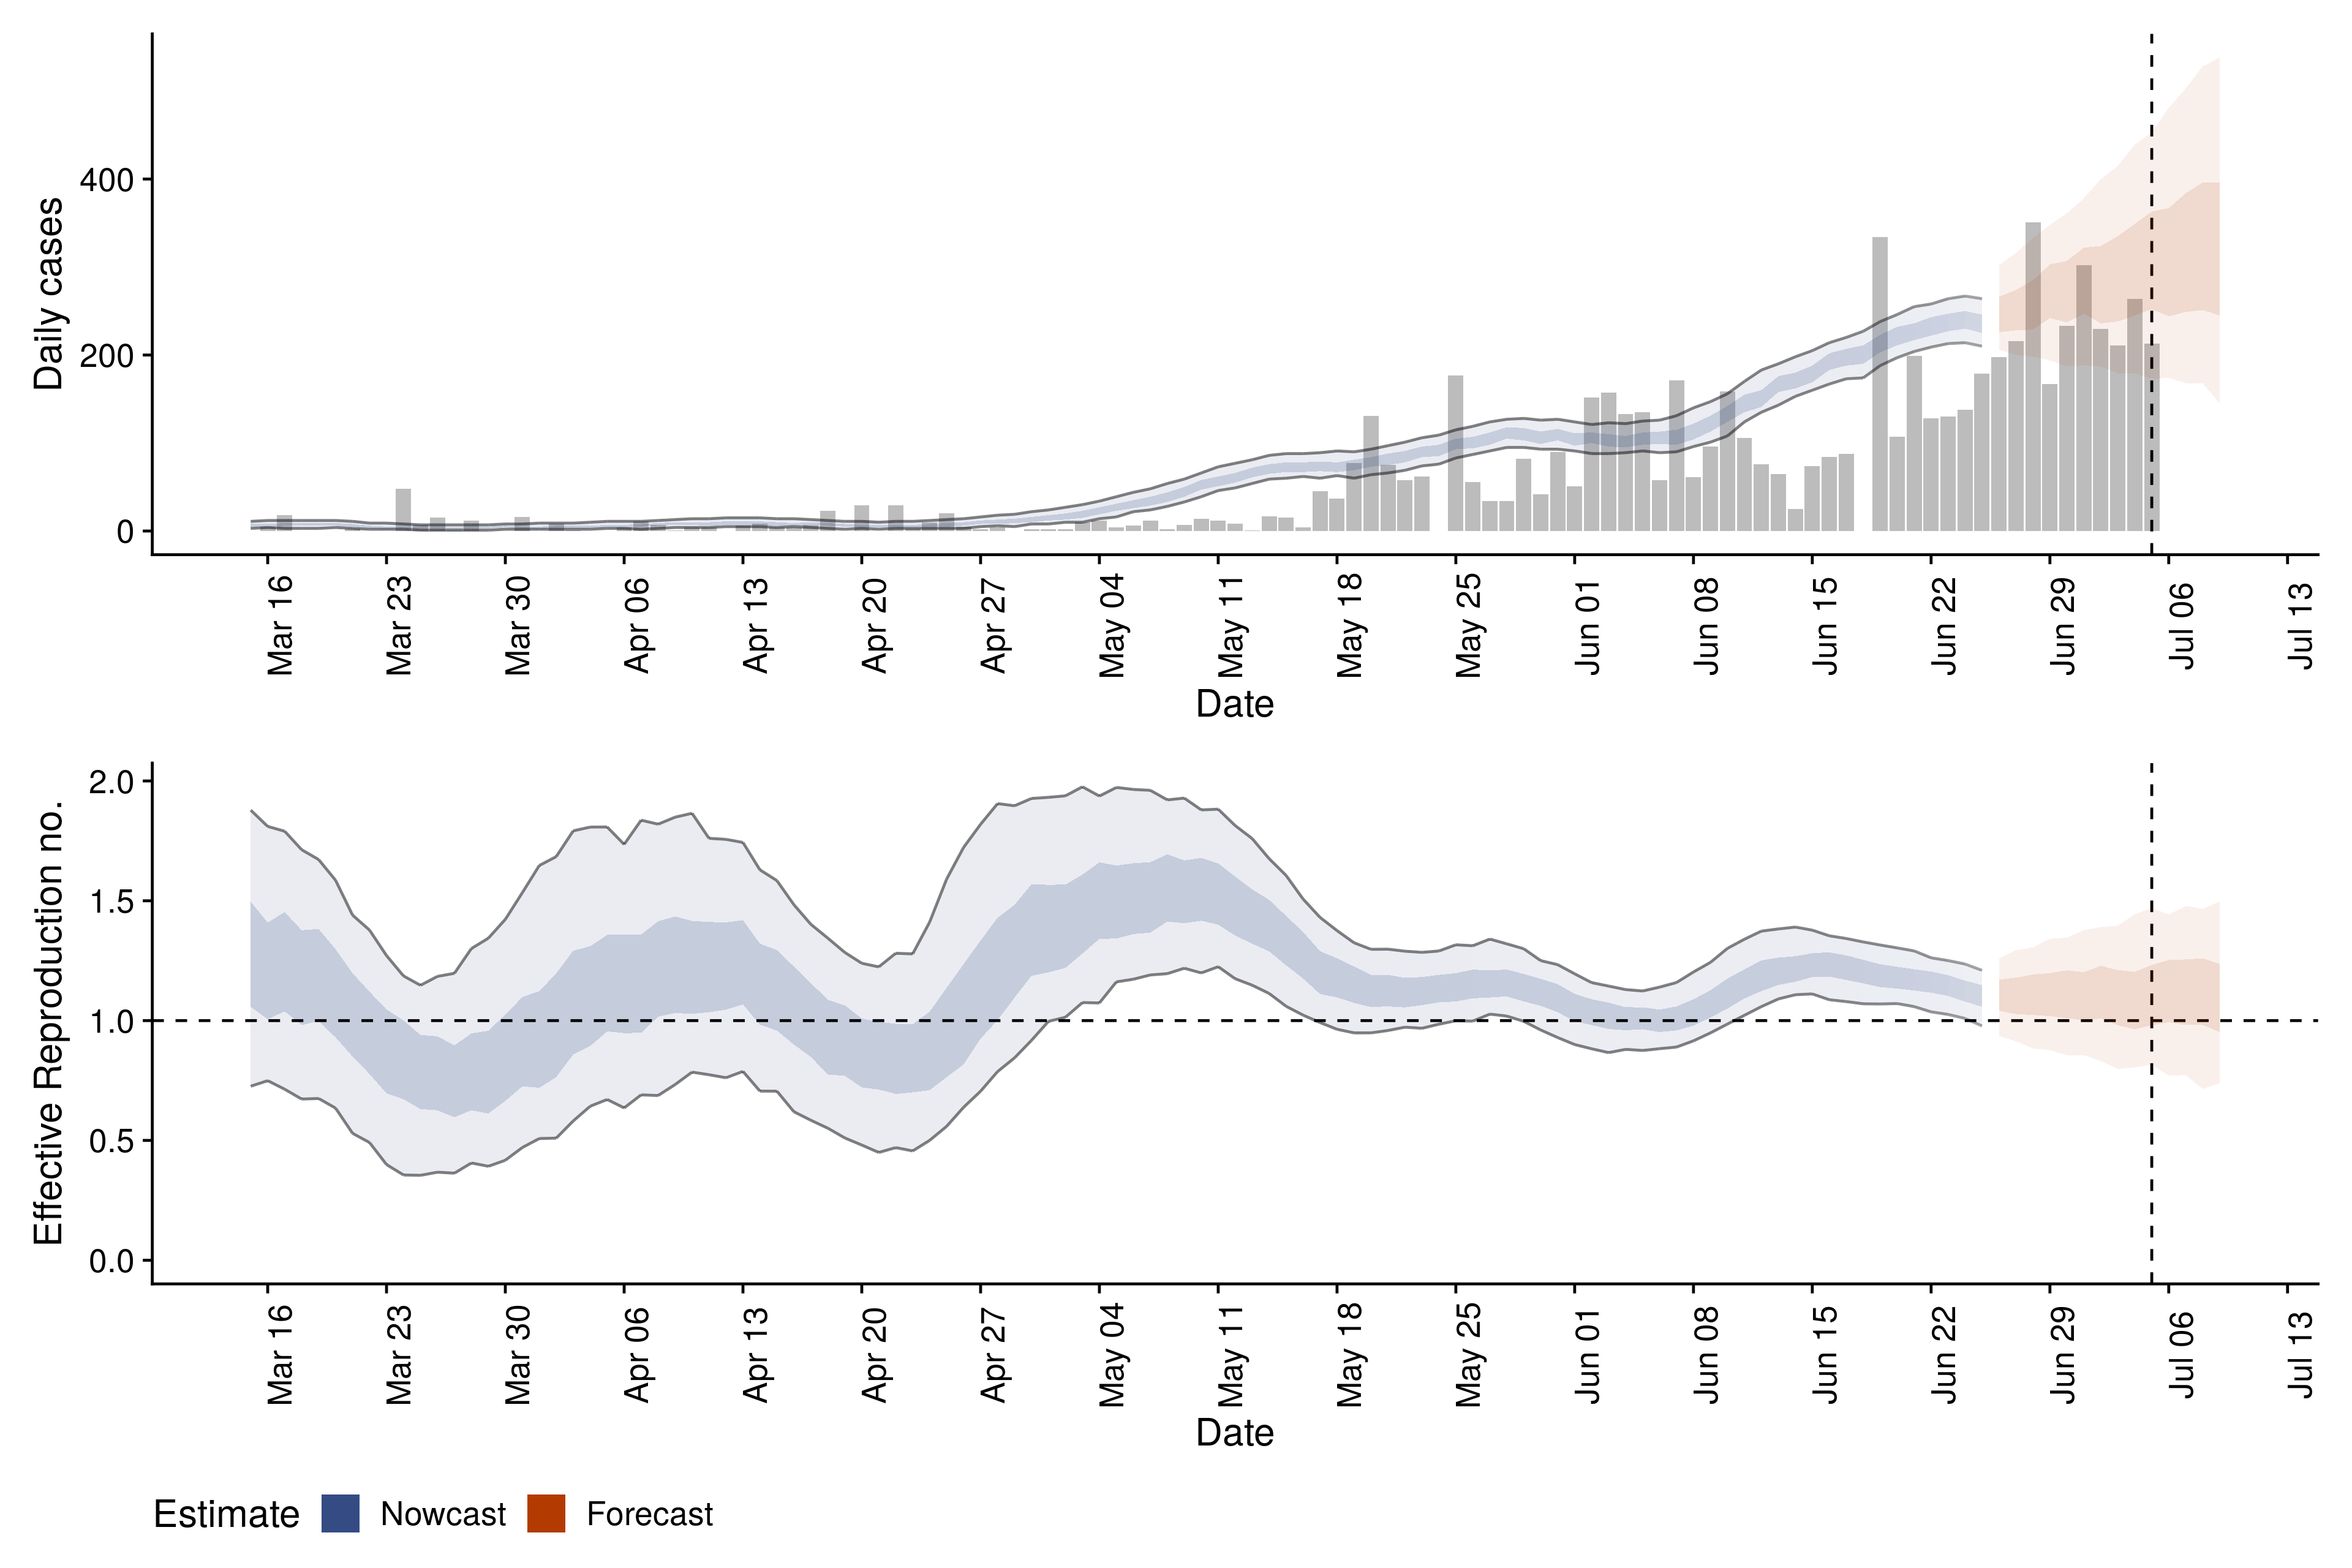 Daily cases
400
200
0
Mar 16 Mar 23 Mar 30 Apr 06 Apr 13 Apr 20 Apr 27 May 04 May 11 May 18 May 25 Jun 01 Jun 08 Jun 15 Jun 22 Jun 29 Jul 06 Jul 13
Date
Effective Reproduction no.
2.0
1.5
1.0
0.5
0.0
Mar 16 Mar 23 Mar 30 Apr 06 Apr 13 Apr 20 Apr 27 May 04 May 11 May 18 May 25 Jun 01 Jun 08 Jun 15 Jun 22 Jun 29 Jul 06 Jul 13
Date
Estimate Nowcast Forecast